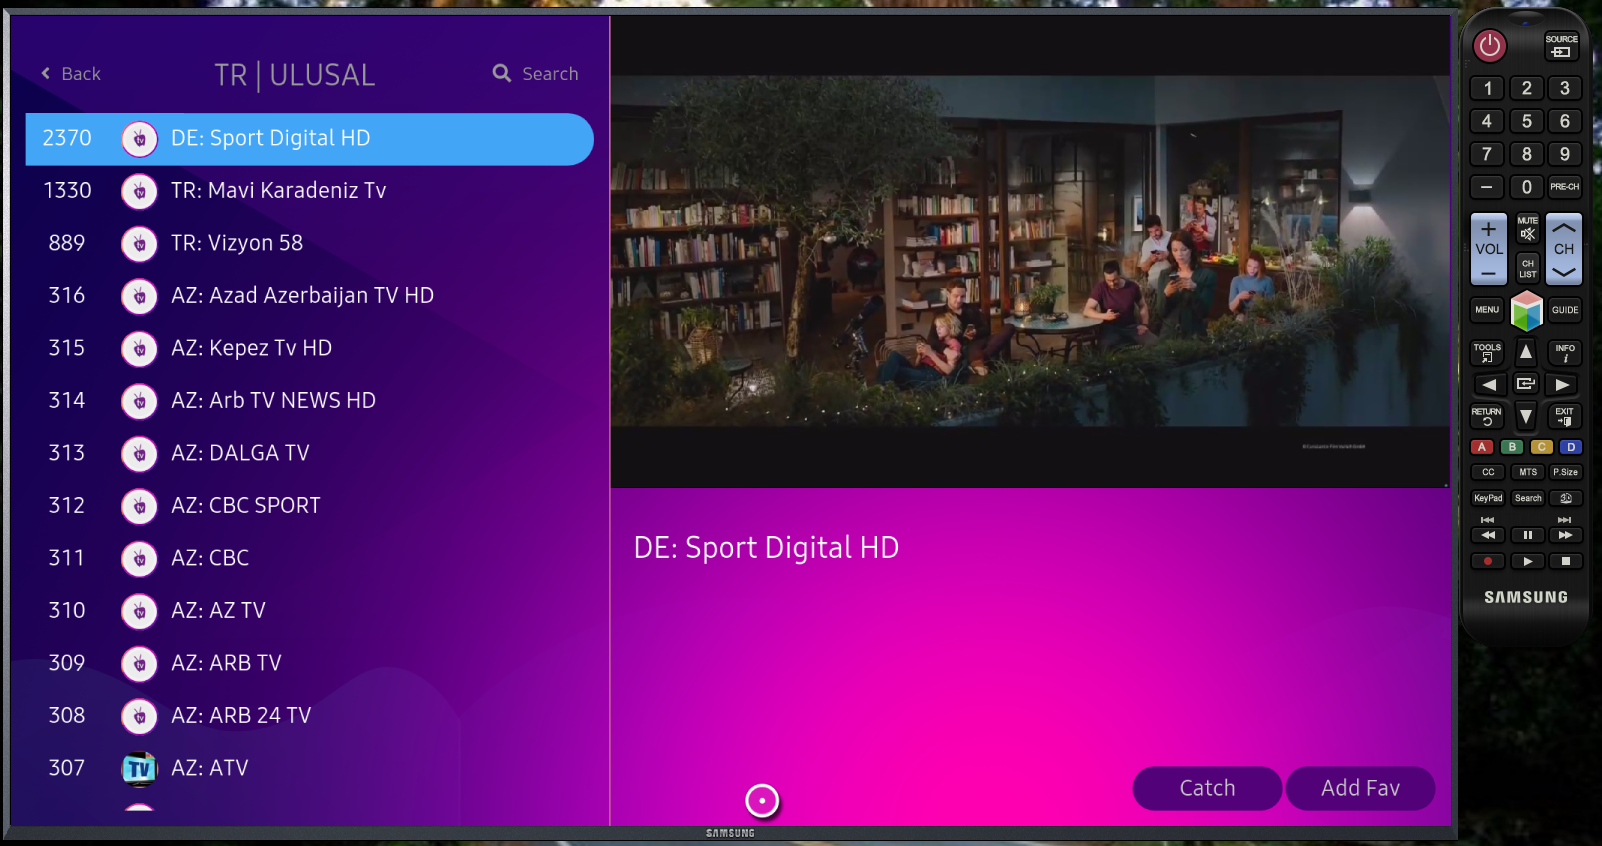 Back
TR | ULUSAL
Search
2370 DE: Sport Digital HD
1330 TR: Mavi Karadeniz Tv
889 TR: Vizyon 58
316 AZ: Azad Azerbaijan TV HD
315 AZ: Kepez Tv HD
314 AZ: Arb TV NEWS HD
313 AZ: DALGA TV
312 AZ: CBC SPORT
311 AZ: CBC
310 AZ: AZ TV
309 AZ: ARB TV
308 AZ: ARB 24 TV
307 TV AZ: ATV
DE: Sport Digital HD
Catch
Add Fav
SAMSUNG
SOURCE
1 2 3
4 5 6
7 8 9
− 0 PRE-CH
MUTE
+ VOL −
CH
CH LIST
MENU
GUIDE
TOOLS
INFO
i
RETURN
EXIT
A B C D
CC MTS P.Size
KeyPad Search
SAMSUNG